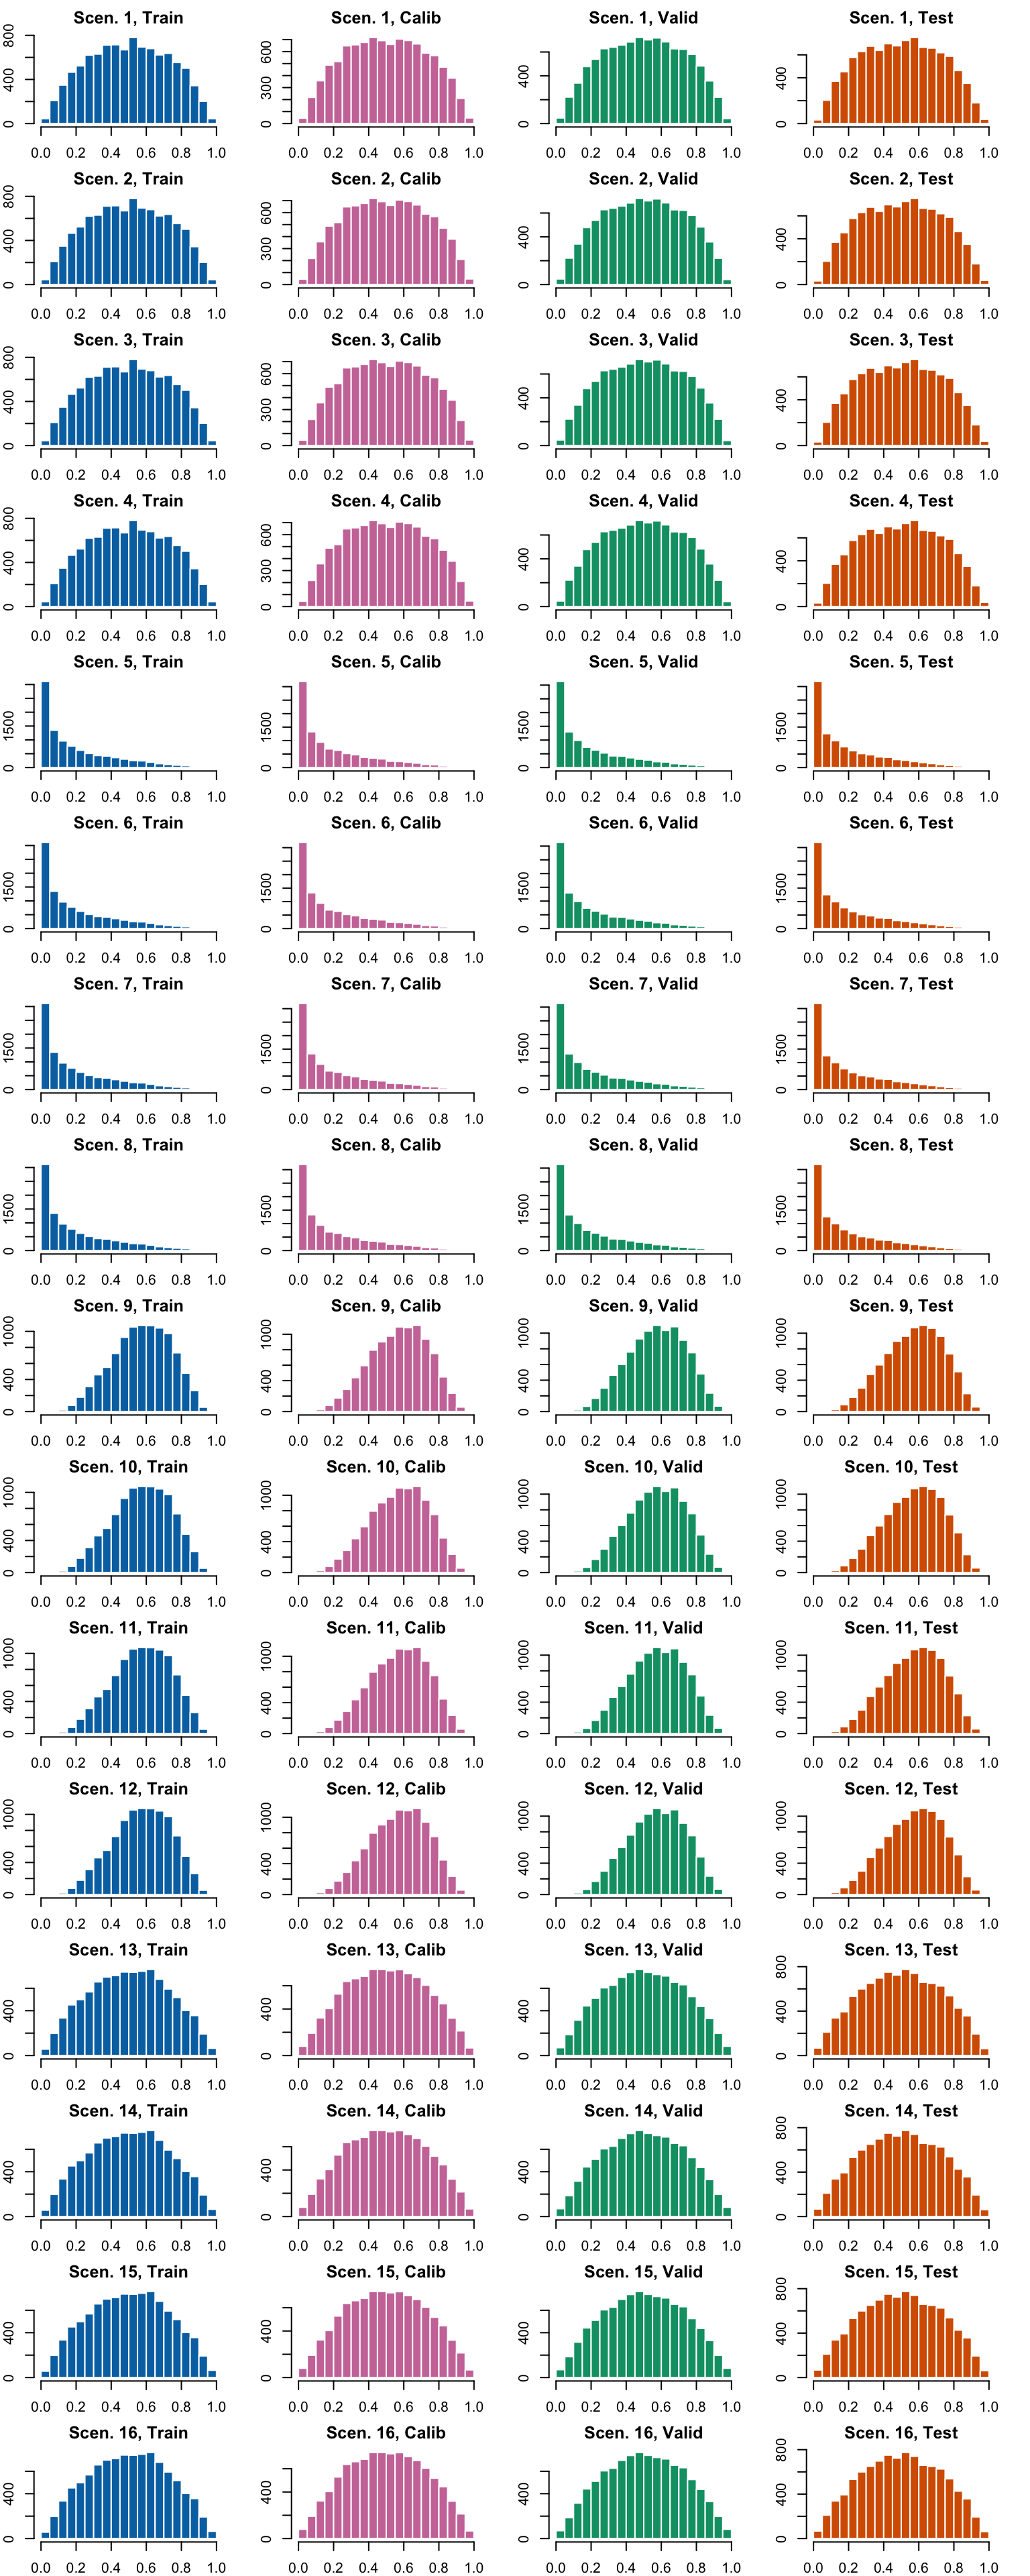 Scen. 1, Train Scen. 1, Calib Scen. 1, Valid Scen. 1, Test
0 400 800 0 300 600 0 400 0 400
0.0 0.2 0.4 0.6 0.8 1.0 0.0 0.2 0.4 0.6 0.8 1.0 0.0 0.2 0.4 0.6 0.8 1.0 0.0 0.2 0.4 0.6 0.8 1.0
Scen. 2, Train Scen. 2, Calib Scen. 2, Valid Scen. 2, Test
0 400 800 0 300 600 0 400 0 400
0.0 0.2 0.4 0.6 0.8 1.0 0.0 0.2 0.4 0.6 0.8 1.0 0.0 0.2 0.4 0.6 0.8 1.0 0.0 0.2 0.4 0.6 0.8 1.0
Scen. 3, Train Scen. 3, Calib Scen. 3, Valid Scen. 3, Test
0 400 800 0 300 600 0 400 0 400
0.0 0.2 0.4 0.6 0.8 1.0 0.0 0.2 0.4 0.6 0.8 1.0 0.0 0.2 0.4 0.6 0.8 1.0 0.0 0.2 0.4 0.6 0.8 1.0
Scen. 4, Train Scen. 4, Calib Scen. 4, Valid Scen. 4, Test
0 400 800 0 300 600 0 400 0 400
0.0 0.2 0.4 0.6 0.8 1.0 0.0 0.2 0.4 0.6 0.8 1.0 0.0 0.2 0.4 0.6 0.8 1.0 0.0 0.2 0.4 0.6 0.8 1.0
Scen. 5, Train Scen. 5, Calib Scen. 5, Valid Scen. 5, Test
0 1500 0 1500 0 1500 0 1500
0.0 0.2 0.4 0.6 0.8 1.0 0.0 0.2 0.4 0.6 0.8 1.0 0.0 0.2 0.4 0.6 0.8 1.0 0.0 0.2 0.4 0.6 0.8 1.0
Scen. 6, Train Scen. 6, Calib Scen. 6, Valid Scen. 6, Test
0 1500 0 1500 0 1500 0 1500
0.0 0.2 0.4 0.6 0.8 1.0 0.0 0.2 0.4 0.6 0.8 1.0 0.0 0.2 0.4 0.6 0.8 1.0 0.0 0.2 0.4 0.6 0.8 1.0
Scen. 7, Train Scen. 7, Calib Scen. 7, Valid Scen. 7, Test
0 1500 0 1500 0 1500 0 1500
0.0 0.2 0.4 0.6 0.8 1.0 0.0 0.2 0.4 0.6 0.8 1.0 0.0 0.2 0.4 0.6 0.8 1.0 0.0 0.2 0.4 0.6 0.8 1.0
Scen. 8, Train Scen. 8, Calib Scen. 8, Valid Scen. 8, Test
0 1500 0 1500 0 1500 0 1500
0.0 0.2 0.4 0.6 0.8 1.0 0.0 0.2 0.4 0.6 0.8 1.0 0.0 0.2 0.4 0.6 0.8 1.0 0.0 0.2 0.4 0.6 0.8 1.0
Scen. 9, Train Scen. 9, Calib Scen. 9, Valid Scen. 9, Test
0 400 1000 0 400 1000 0 400 1000 0 400 1000
0.0 0.2 0.4 0.6 0.8 1.0 0.0 0.2 0.4 0.6 0.8 1.0 0.0 0.2 0.4 0.6 0.8 1.0 0.0 0.2 0.4 0.6 0.8 1.0
Scen. 10, Train Scen. 10, Calib Scen. 10, Valid Scen. 10, Test
0 400 1000 0 400 1000 0 400 1000 0 400 1000
0.0 0.2 0.4 0.6 0.8 1.0 0.0 0.2 0.4 0.6 0.8 1.0 0.0 0.2 0.4 0.6 0.8 1.0 0.0 0.2 0.4 0.6 0.8 1.0
Scen. 11, Train Scen. 11, Calib Scen. 11, Valid Scen. 11, Test
0 400 1000 0 400 1000 0 400 1000 0 400 1000
0.0 0.2 0.4 0.6 0.8 1.0 0.0 0.2 0.4 0.6 0.8 1.0 0.0 0.2 0.4 0.6 0.8 1.0 0.0 0.2 0.4 0.6 0.8 1.0
Scen. 12, Train Scen. 12, Calib Scen. 12, Valid Scen. 12, Test
0 400 1000 0 400 1000 0 400 1000 0 400 1000
0.0 0.2 0.4 0.6 0.8 1.0 0.0 0.2 0.4 0.6 0.8 1.0 0.0 0.2 0.4 0.6 0.8 1.0 0.0 0.2 0.4 0.6 0.8 1.0
Scen. 13, Train Scen. 13, Calib Scen. 13, Valid Scen. 13, Test
0 400 0 400 0 400 0 400 800
0.0 0.2 0.4 0.6 0.8 1.0 0.0 0.2 0.4 0.6 0.8 1.0 0.0 0.2 0.4 0.6 0.8 1.0 0.0 0.2 0.4 0.6 0.8 1.0
Scen. 14, Train Scen. 14, Calib Scen. 14, Valid Scen. 14, Test
0 400 0 400 0 400 0 400 800
0.0 0.2 0.4 0.6 0.8 1.0 0.0 0.2 0.4 0.6 0.8 1.0 0.0 0.2 0.4 0.6 0.8 1.0 0.0 0.2 0.4 0.6 0.8 1.0
Scen. 15, Train Scen. 15, Calib Scen. 15, Valid Scen. 15, Test
0 400 0 400 0 400 0 400 800
0.0 0.2 0.4 0.6 0.8 1.0 0.0 0.2 0.4 0.6 0.8 1.0 0.0 0.2 0.4 0.6 0.8 1.0 0.0 0.2 0.4 0.6 0.8 1.0
Scen. 16, Train Scen. 16, Calib Scen. 16, Valid Scen. 16, Test
0 400 0 400 0 400 0 400 800
0.0 0.2 0.4 0.6 0.8 1.0 0.0 0.2 0.4 0.6 0.8 1.0 0.0 0.2 0.4 0.6 0.8 1.0 0.0 0.2 0.4 0.6 0.8 1.0